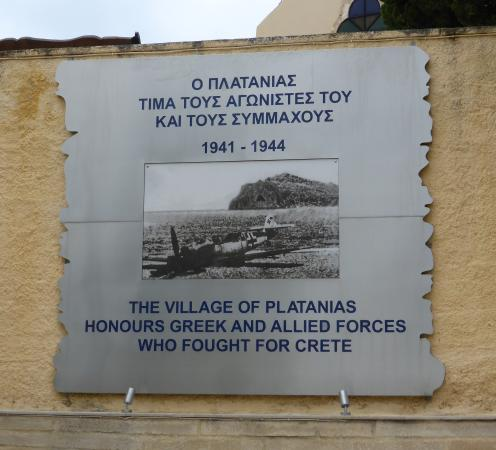 Ο ΠΛΑΤΑΝΙΑΣ
ΤΙΜΑ ΤΟΥΣ ΑΓΩΝΙΣΤΕΣ ΤΟΥ
ΚΑΙ ΤΟΥΣ ΣΥΜΜΑΧΟΥΣ
1941 - 1944
THE VILLAGE OF PLATANIAS
HONOURS GREEK AND ALLIED FORCES
WHO FOUGHT FOR CRETE